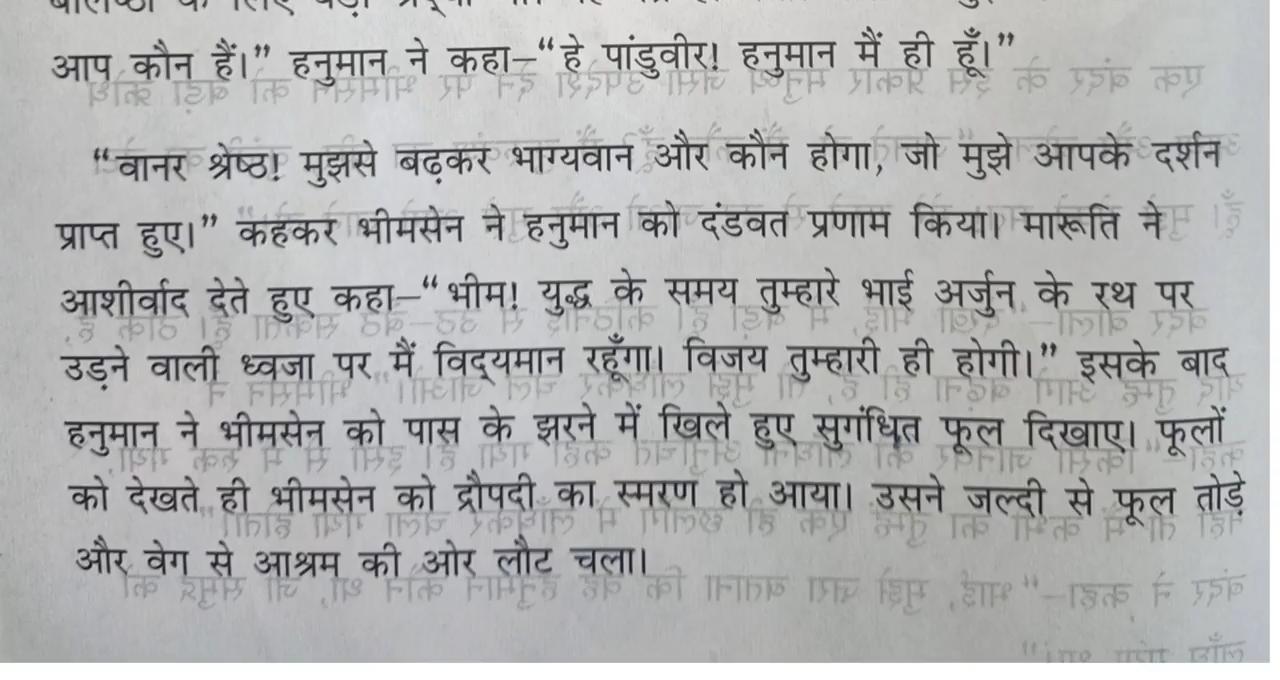 आप कौन हैं।” हनुमान ने कहा–“हे पांडुवीर! हनुमान मैं ही हूँ।”
“वानर श्रेष्ठ! मुझसे बढ़कर भाग्यवान और कौन होगा, जो मुझे आपके दर्शन
प्राप्त हुए।” कहकर भीमसेन ने हनुमान को दंडवत प्रणाम किया। मारूति ने
आशीर्वाद देते हुए कहा–“भीम! युद्ध के समय तुम्हारे भाई अर्जुन के रथ पर
उड़ने वाली ध्वजा पर मैं विद्यमान रहूँगा। विजय तुम्हारी ही होगी।” इसके बाद
हनुमान ने भीमसेन को पास के झरने में खिले हुए सुगंधित फूल दिखाए। फूलों
को देखते ही भीमसेन को द्रौपदी का स्मरण हो आया। उसने जल्दी से फूल तोड़े
और वेग से आश्रम की ओर लौट चला।